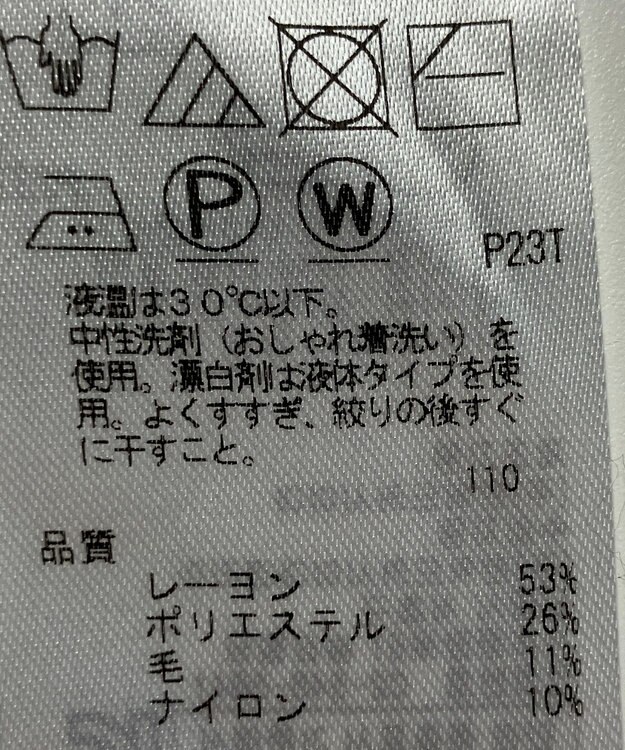 P
W
P23T
液温は30℃以下。
中性洗剤（おしゃれ着洗い）を
使用。漂白剤は液体タイプを使
用。よくすすぎ、絞りの後すぐ
に干すこと。
110
品質
レーヨン 53%
ポリエステル 26%
毛 11%
ナイロン 10%